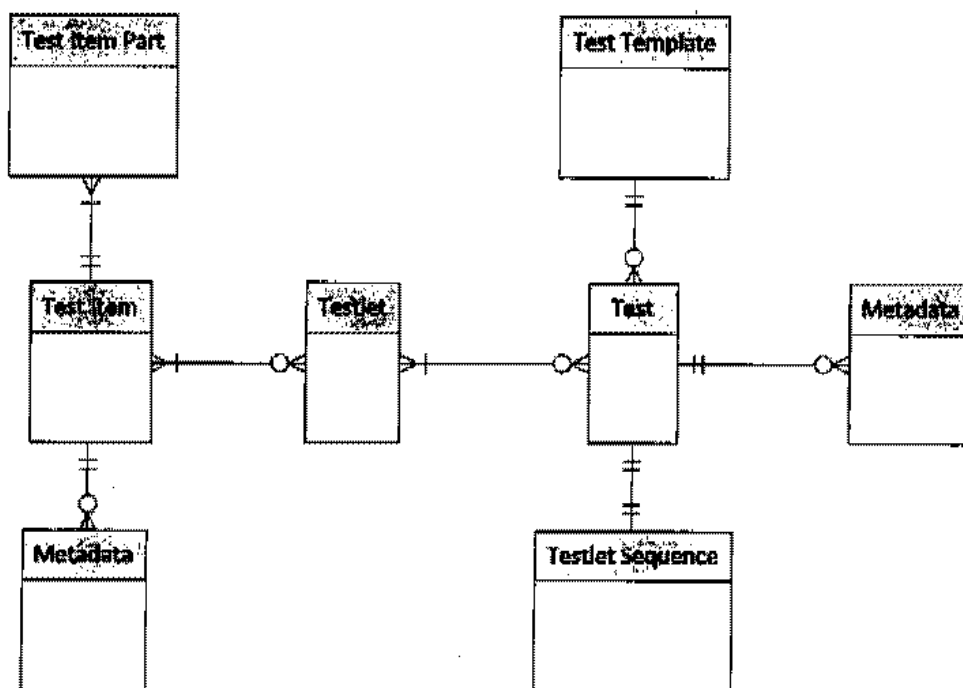 Test Item Part
Test Template
Test Item
Testlet
Test
Metadata
Metadata
Testlet Sequence